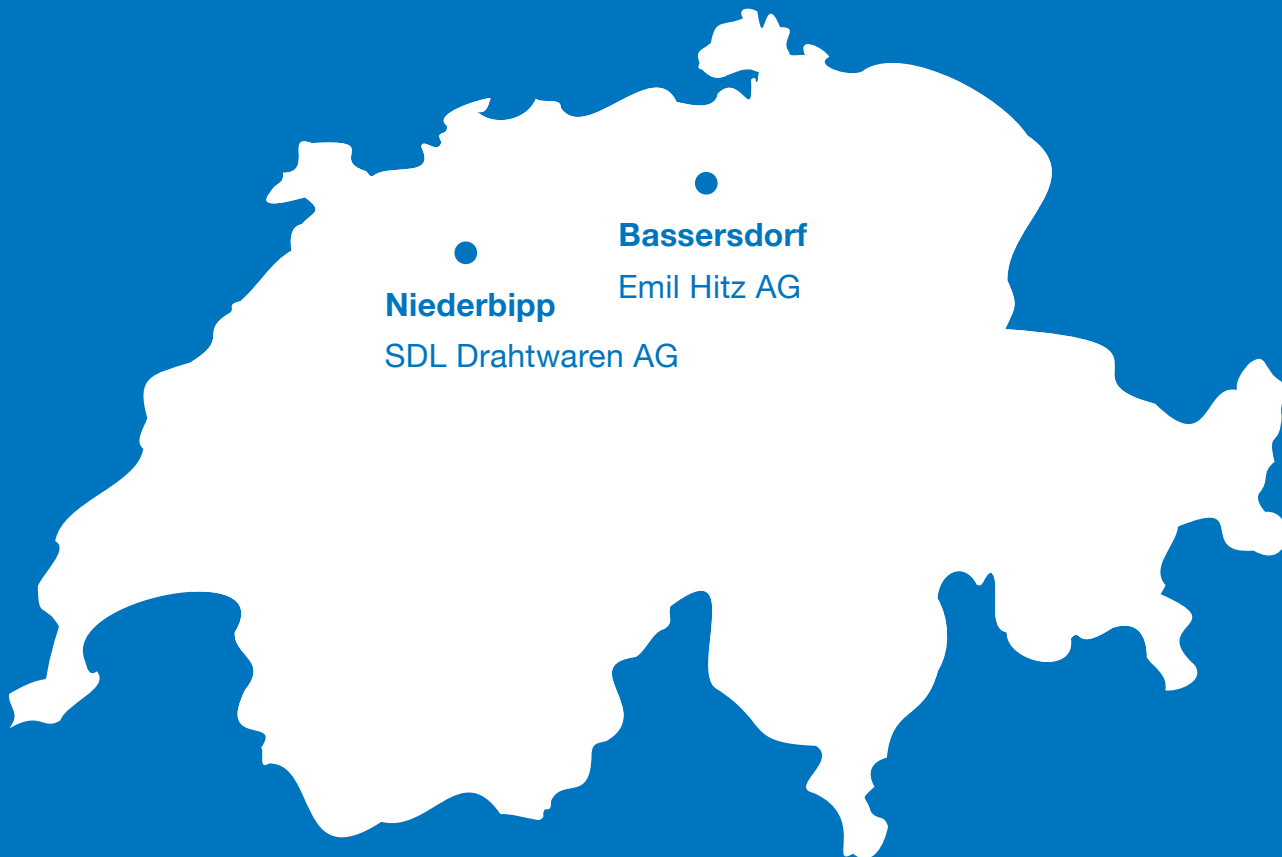 Bassersdorf
Emil Hitz AG
Niederbipp
SDL Drahtwaren AG